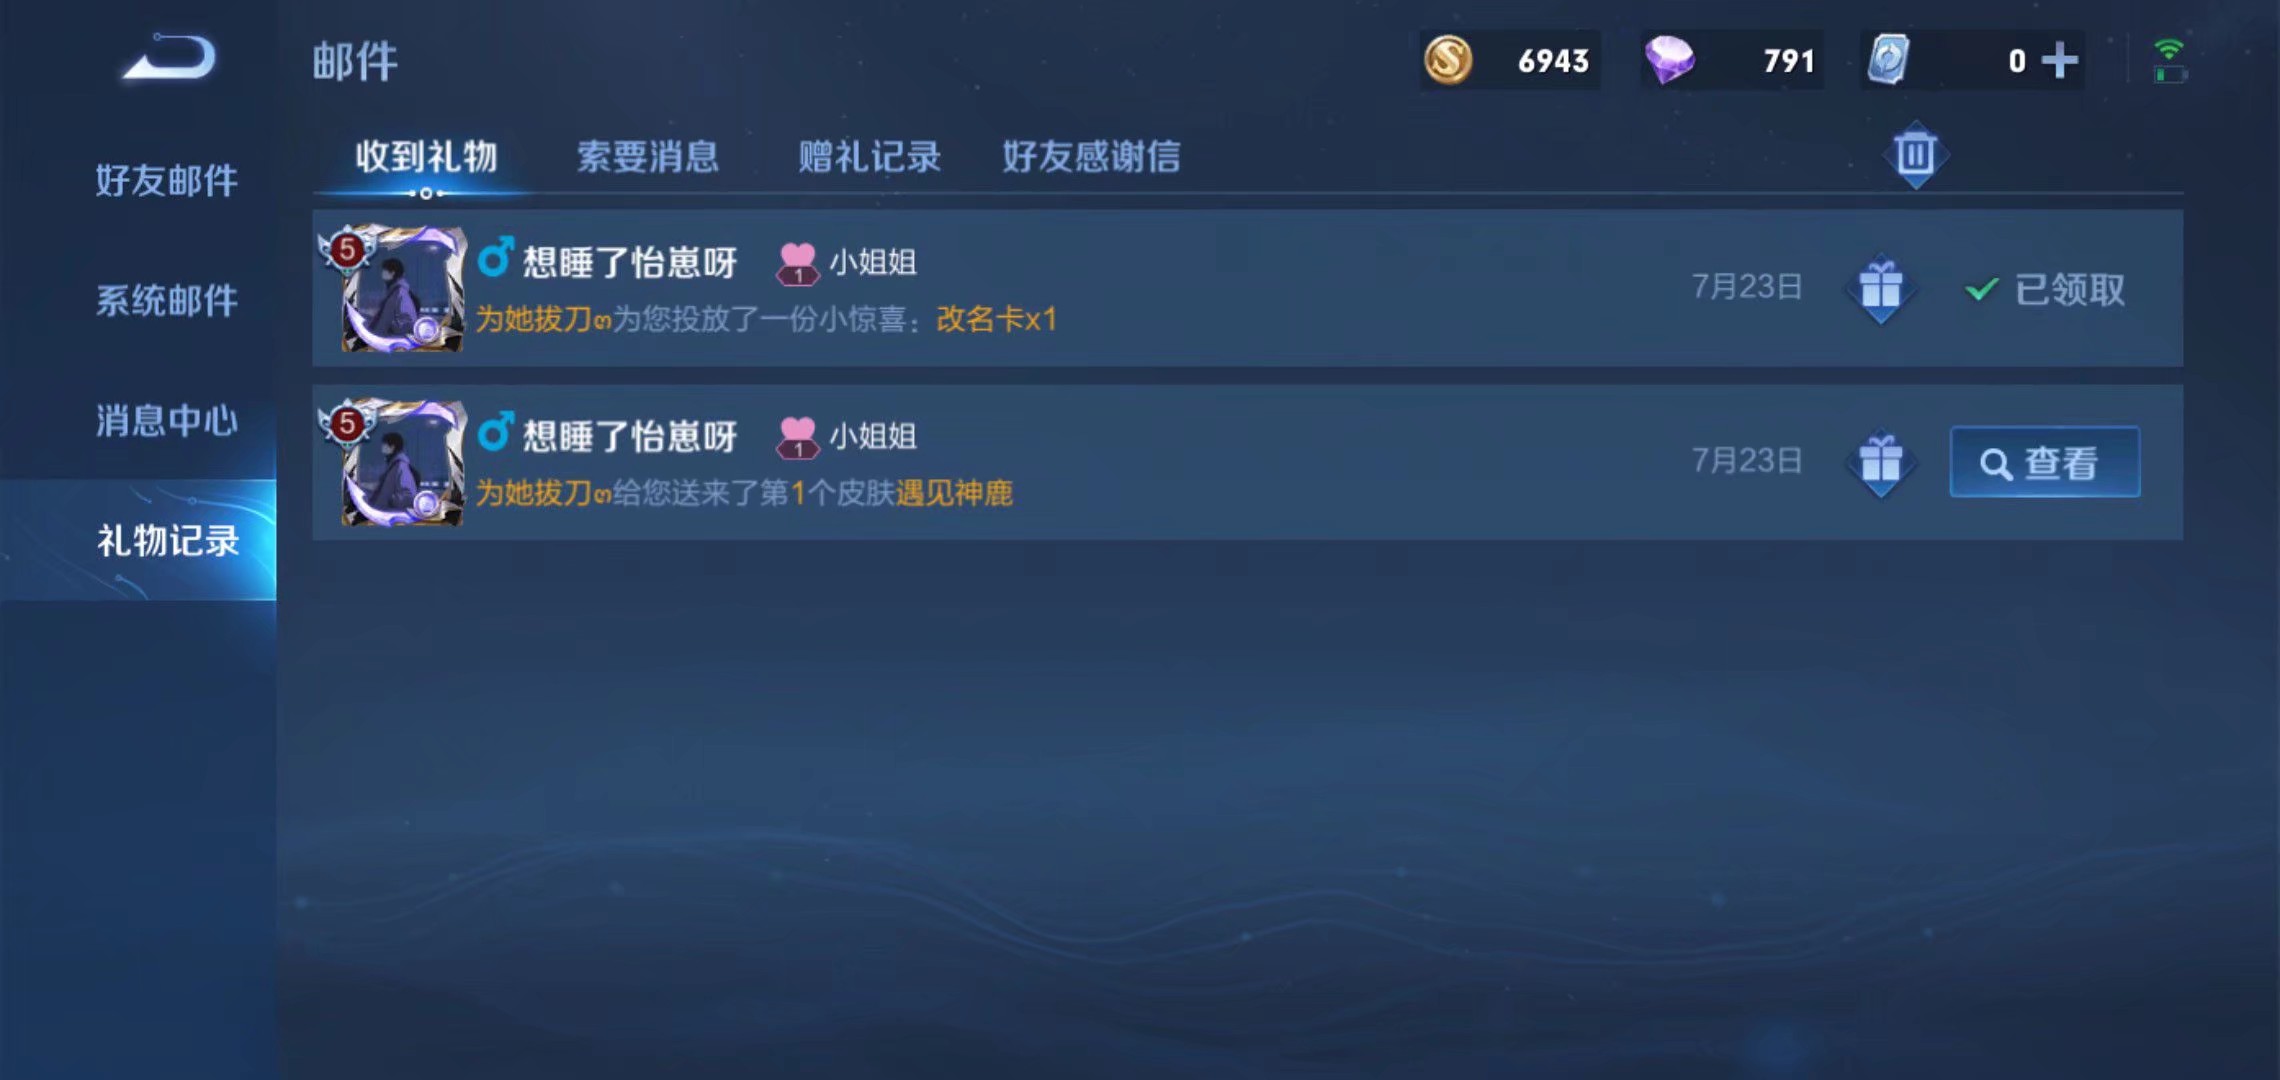 邮件
6943
791
0
好友邮件
系统邮件
消息中心
礼物记录
收到礼物 索要消息 赠礼记录 好友感谢信
5
想睡了怡崽呀 1 小姐姐
为她拔刀๓为您投放了一份小惊喜：改名卡x1
7月23日
已领取
5
想睡了怡崽呀 1 小姐姐
为她拔刀๓给您送来了第1个皮肤遇见神鹿
7月23日
查看